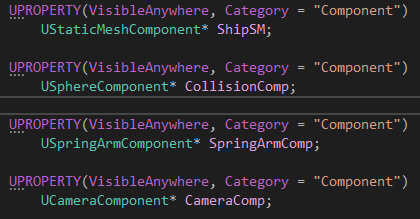 UPROPERTY(VisibleAnywhere, Category = "Component")
UStaticMeshComponent* ShipSM;
UPROPERTY(VisibleAnywhere, Category = "Component")
USphereComponent* CollisionComp;
UPROPERTY(VisibleAnywhere, Category = "Component")
USpringArmComponent* SpringArmComp;
UPROPERTY(VisibleAnywhere, Category = "Component")
UCameraComponent* CameraComp;